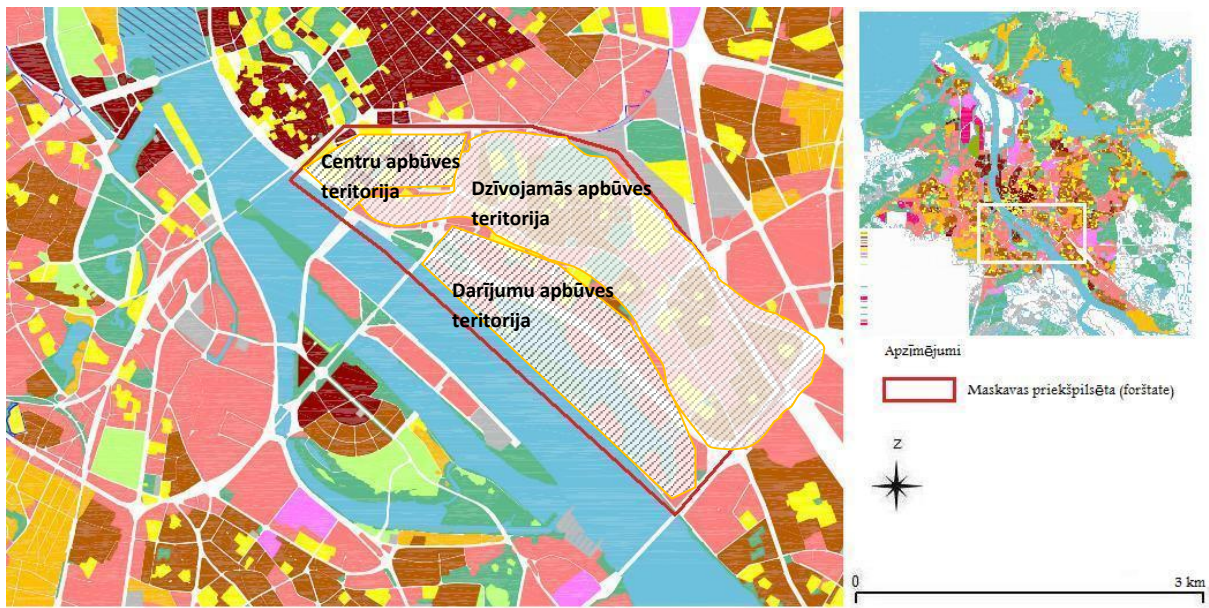 Centru apbūves
teritorija
Dzīvojamās apbūves
teritorija
Darījumu apbūves
teritorija
Apzīmējumi
Maskavas priekšpilsēta (forštate)
Z
0
3 km